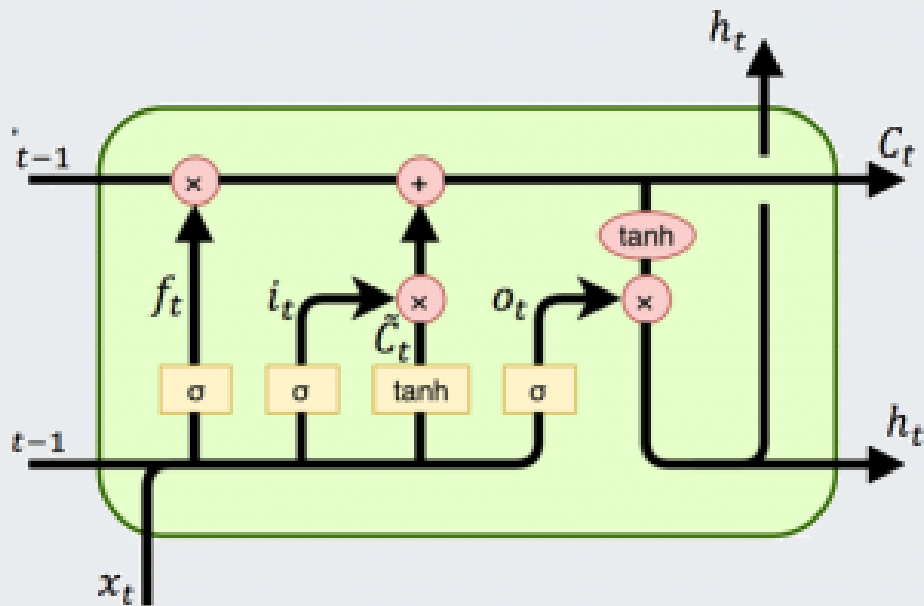 h_t
t-1
C_t
× +
tanh
f_t i_t × o_t ×
C̃_t
σ σ tanh σ
t-1
h_t
x_t